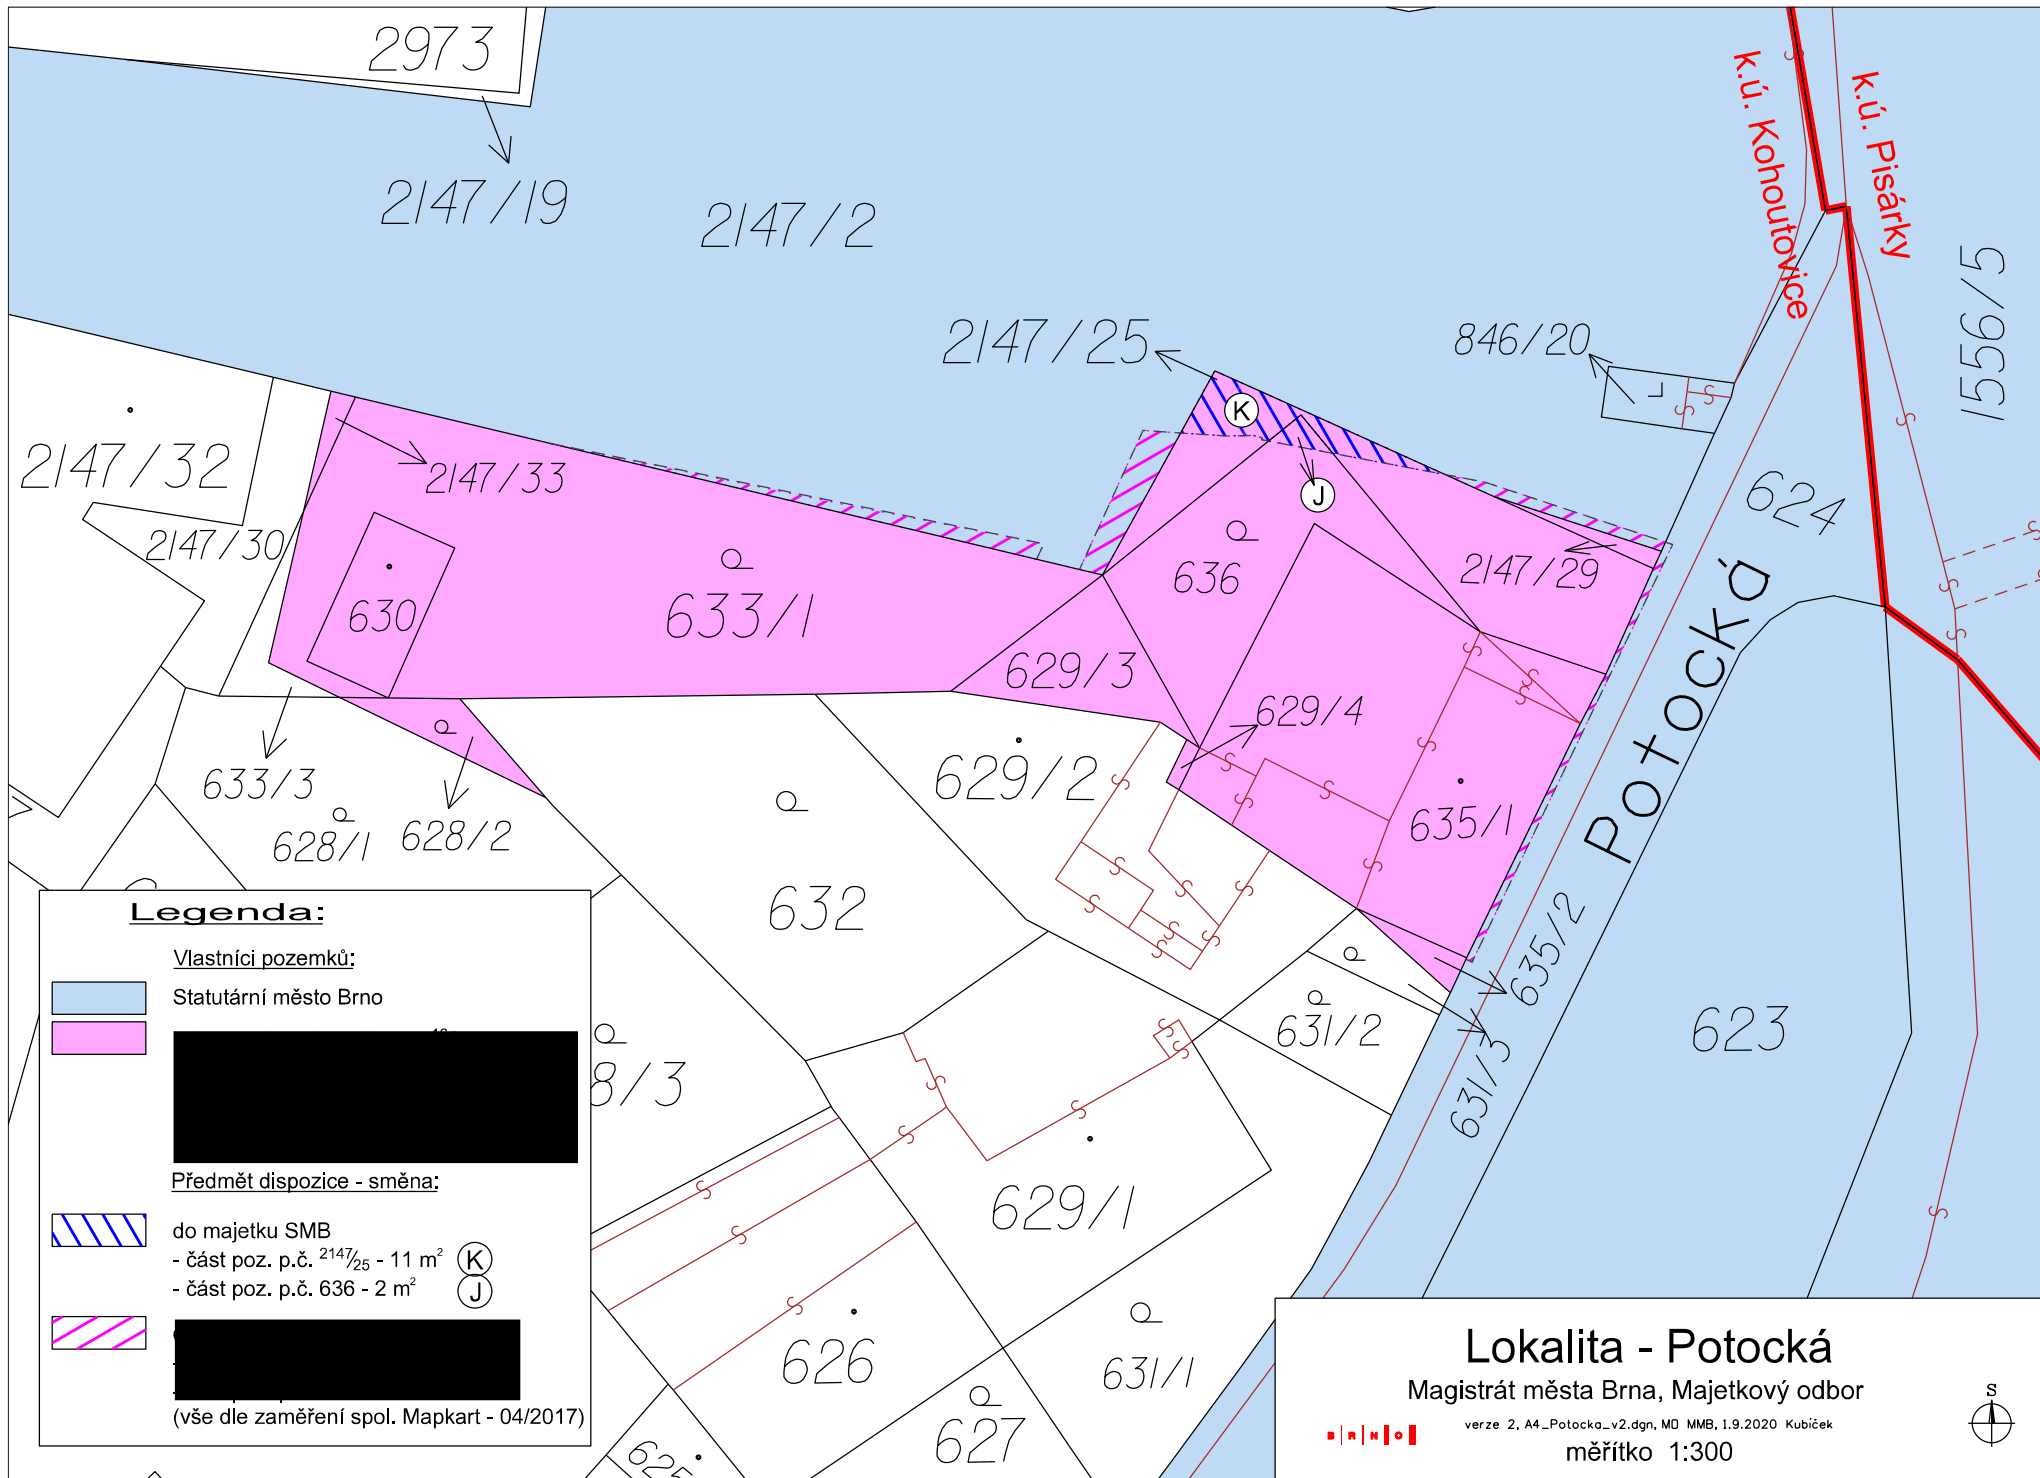 2973
2147/19
2147/2
k.ú. Kohoutovice
k.ú. Pisárky
1556/5
2147/25
846/20
K
2147/32
2147/33
J
624
2147/30
636
2147/29
630
633/1
629/3
Potocká
629/4
633/3
629/2
628/1
628/2
635/1
632
635/2
631/2
623
631/3
8/3
629/1
626
631/1
627
625
Legenda:
Vlastníci pozemků:
Statutární město Brno
Předmět dispozice - směna:
do majetku SMB
- část poz. p.č. 2147/25 - 11 m² K
- část poz. p.č. 636 - 2 m² J
(vše dle zaměření spol. Mapkart - 04/2017)
Lokalita - Potocká
Magistrát města Brna, Majetkový odbor
verze 2, A4_Potocka_v2.dgn, MO MMB, 1.9.2020 Kubíček
BRNO
měřítko 1:300
S